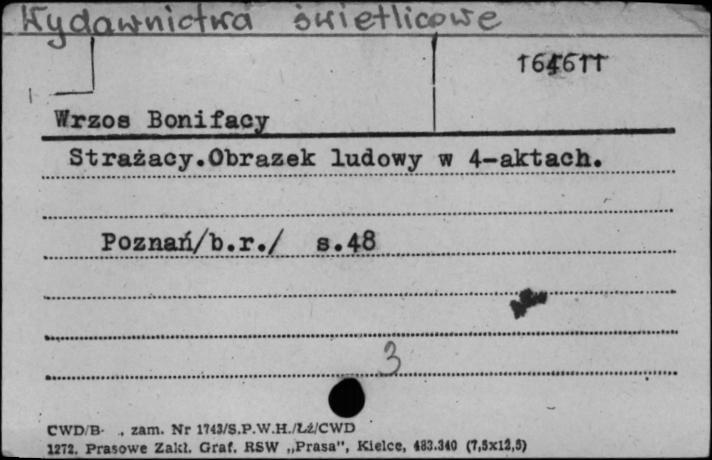 Wydawnictwa świetlicowe
164611
Wrzos Bonifacy
Strażacy.Obrazek ludowy w 4-aktach.
Poznań/b.r./ s.48
3
CWD/B- , zam. Nr 1743/S.P.W.H./Łź/CWD
1272. Prasowe Zakł. Graf. RSW „Prasa", Kielce, 483.340 (7,5x12,5)